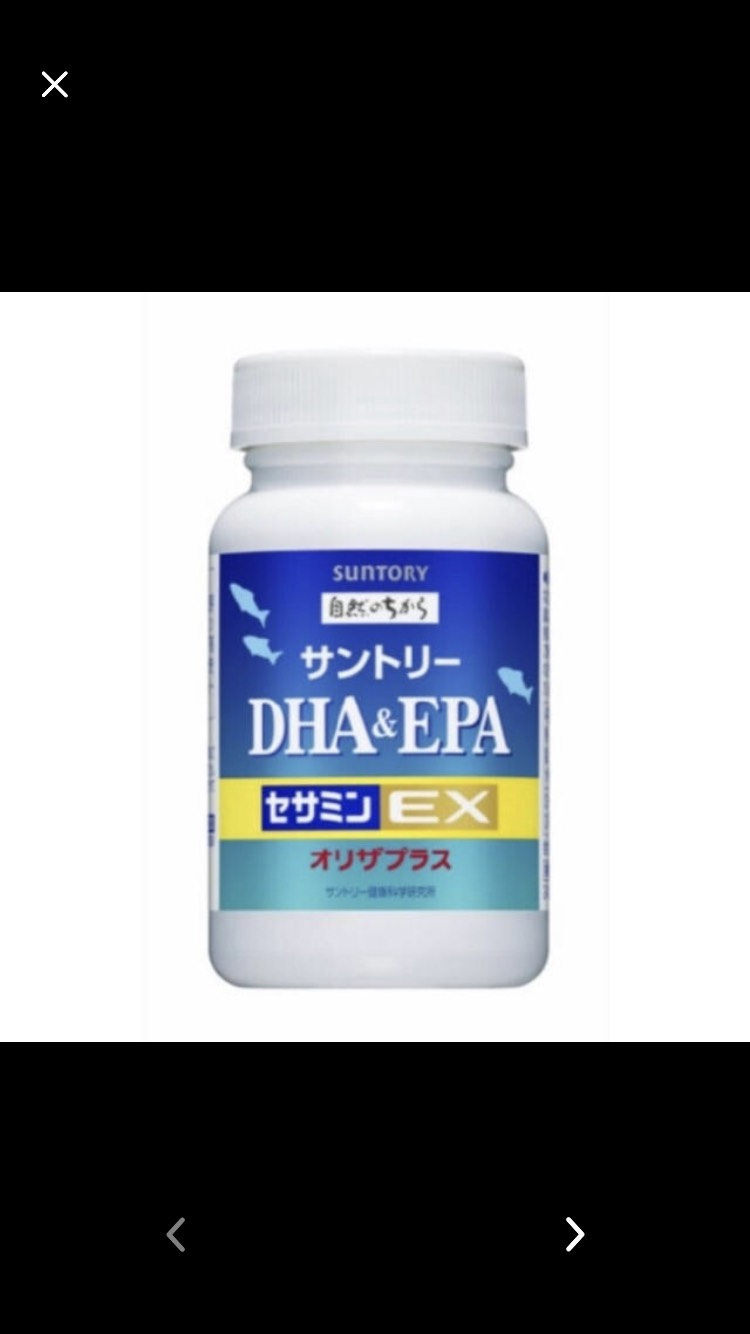 SUNTORY
自然のちから
サントリー
DHA&EPA
セサミンEX
オリザプラス
サントリー健康科学研究所